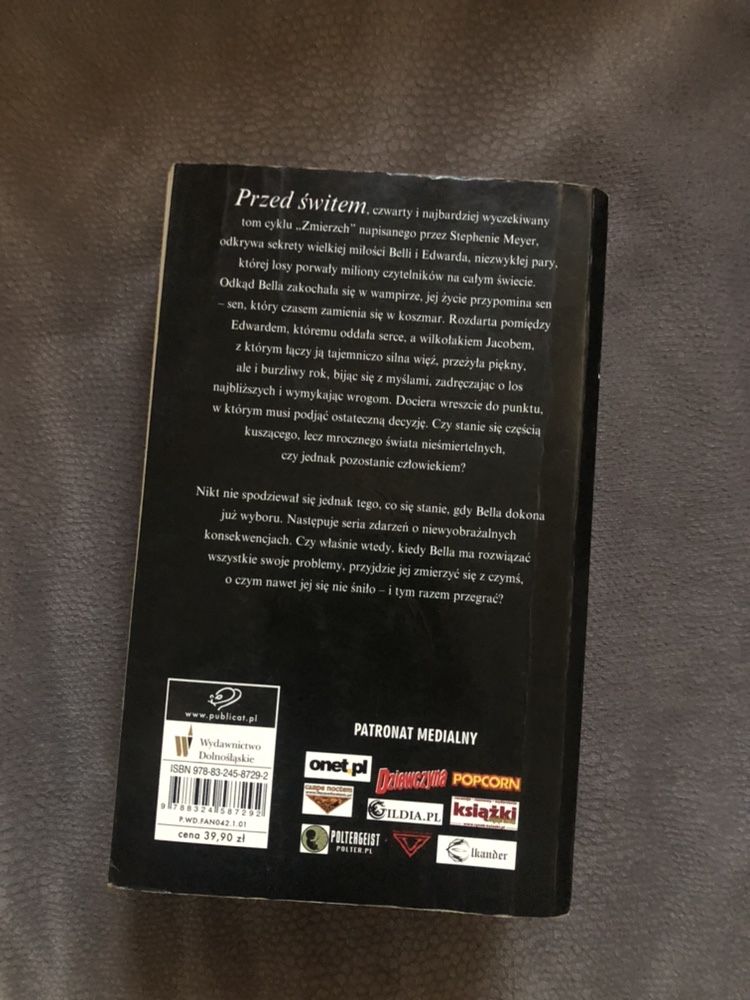 Przed świtem, czwarty i najbardziej wyczekiwany
tom cyklu „Zmierzch” napisanego przez Stephenie Meyer,
odkrywa sekrety wielkiej miłości Belli i Edwarda, niezwykłej pary,
której losy porwały miliony czytelników na całym świecie.
Odkąd Bella zakochała się w wampirze, jej życie przypomina sen
– sen, który czasem zamienia się w koszmar. Rozdarta pomiędzy
Edwardem, któremu oddała serce, a wilkołakiem Jacobem,
z którym łączy ją tajemniczo silna więź, przeżyła piękny,
ale i burzliwy rok, bijąc się z myślami, zadręczając o los
najbliższych i wymykając wrogom. Dociera wreszcie do punktu,
w którym musi podjąć ostateczną decyzję. Czy stanie się częścią
kuszącego, lecz mrocznego świata nieśmiertelnych,
czy jednak pozostanie człowiekiem?
Nikt nie spodziewał się jednak tego, co się stanie, gdy Bella dokona
już wyboru. Następuje seria zdarzeń o niewyobrażalnych
konsekwencjach. Czy właśnie wtedy, kiedy Bella ma rozwiązać
wszystkie swoje problemy, przyjdzie jej zmierzyć się z czymś,
o czym nawet jej się nie śniło – i tym razem przegrać?
www.publicat.pl
Wydawnictwo
Dolnośląskie
ISBN 978-83-245-8729-2
9 788324 587292
P.WD.FAN042.1.01
cena 39,90 zł
PATRONAT MEDIALNY
onet.pl
Dziewczyna
POPCORN
CARPE NOCTEM
GILDIA.PL
książki
POLTERGEIST
POLTER.PL
Elkander